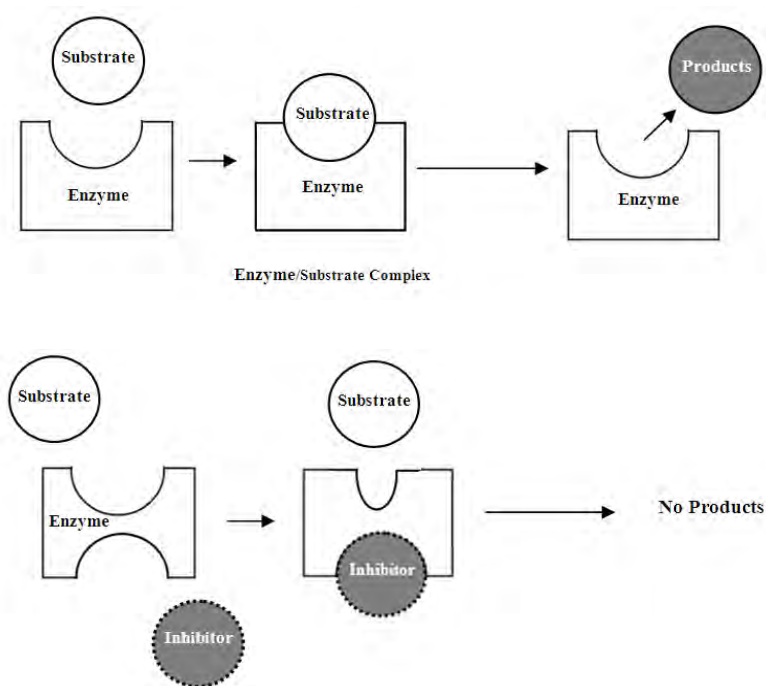 Substrate
Enzyme
Substrate
Enzyme
Enzyme/Substrate Complex
Products
Enzyme
Substrate
Enzyme
Inhibitor
Substrate
Inhibitor
No Products